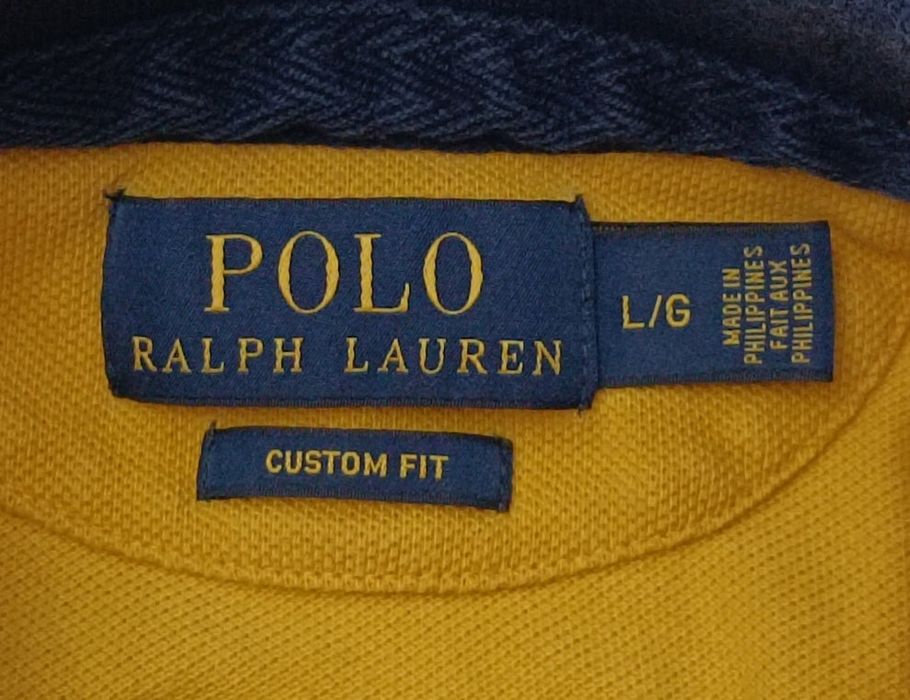 POLO
RALPH LAUREN
L/G
MADE IN
PHILIPPINES
FAIT AUX
PHILIPPINES
CUSTOM FIT